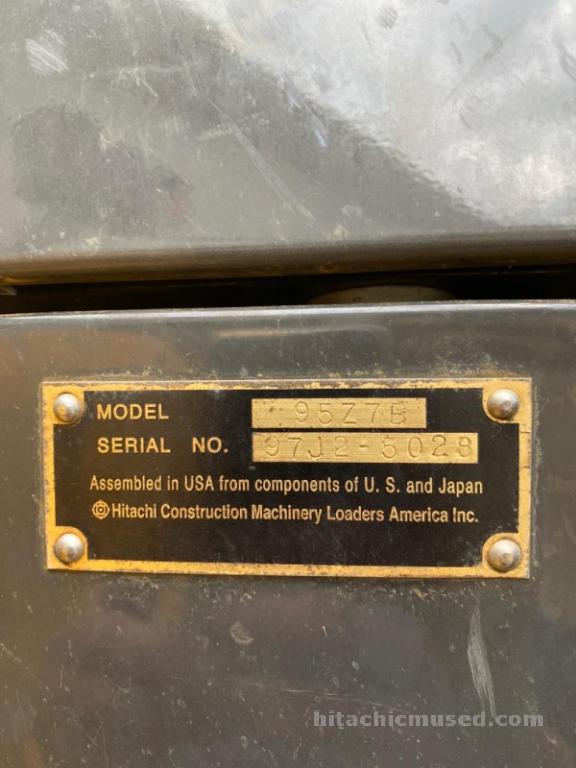 MODEL 95Z7B
SERIAL NO. 97J2-5028
Assembled in USA from components of U. S. and Japan
Hitachi Construction Machinery Loaders America Inc.
hitachicmused.com